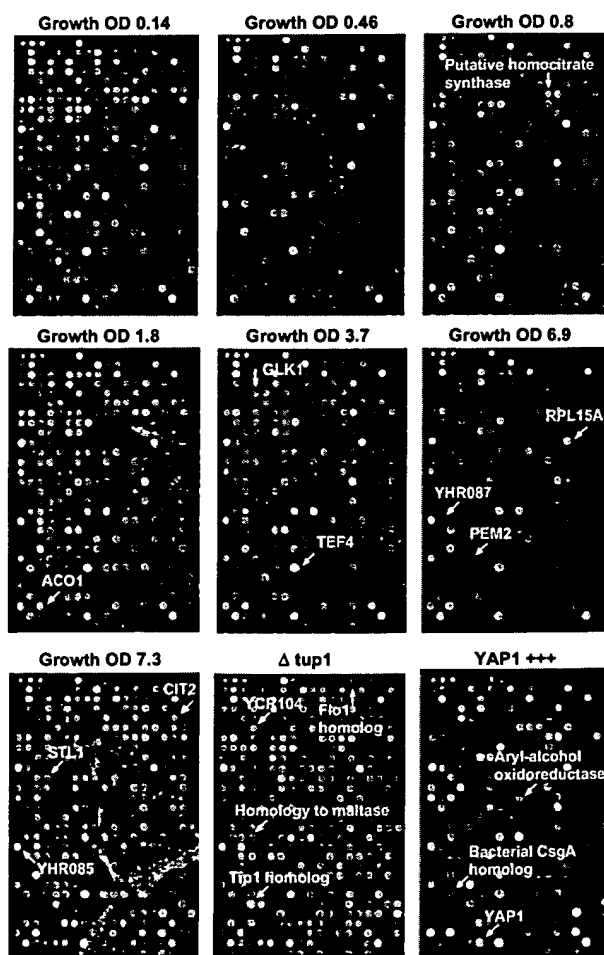 Growth OD 0.14
Growth OD 0.46
Growth OD 0.8
Putative homocitrate
synthase
Growth OD 1.8
Growth OD 3.7
Growth OD 6.9
GLK1
RPL15A
YHR087
PEM2
TEF4
ACO1
Growth OD 7.3
Δ tup1
YAP1 +++
CIT2
YCR104
Flo1
homolog
STL1
Aryl-alcohol
oxidoreductase
Homology to maltase
YHR085
Bacterial CsgA
homolog
Tip1 homolog
YAP1